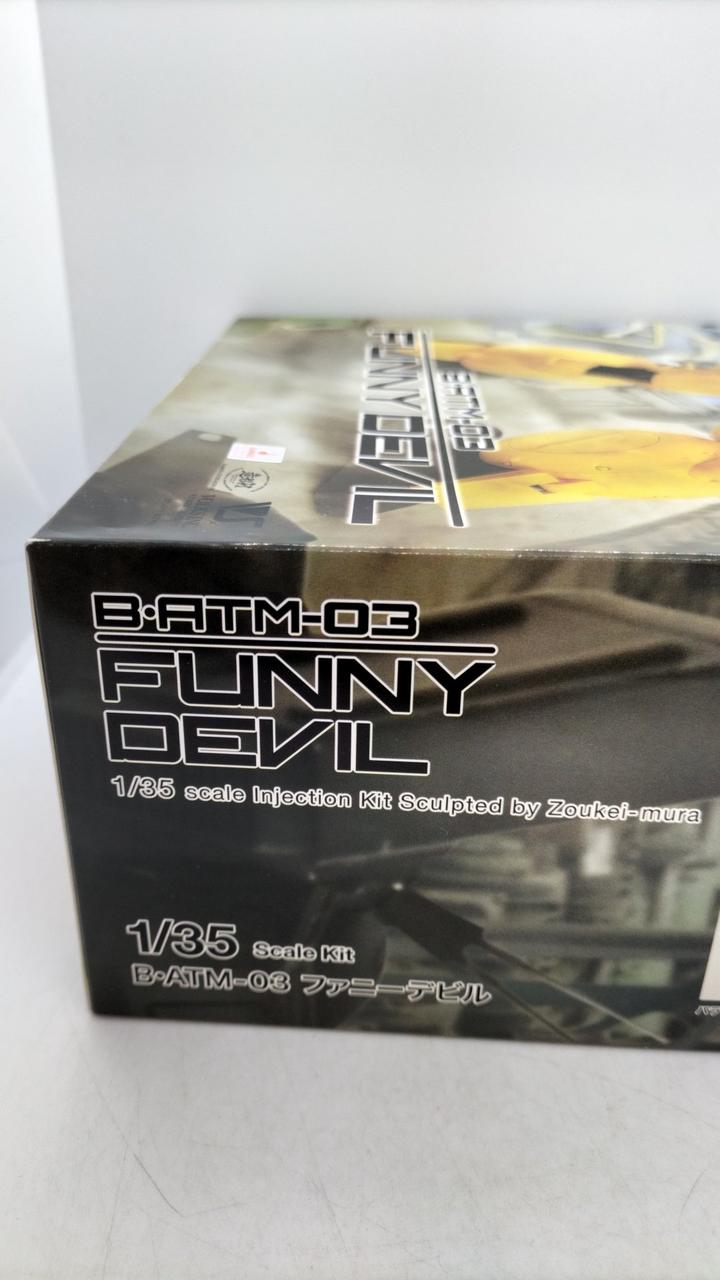 FUNNY DEVIL
B·ATM-03
B·ATM-03
FUNNY
DEVIL
1/35 scale Injection Kit Sculpted by Zoukei-mura
1/35 Scale Kit
B·ATM-03 ファニーデビル